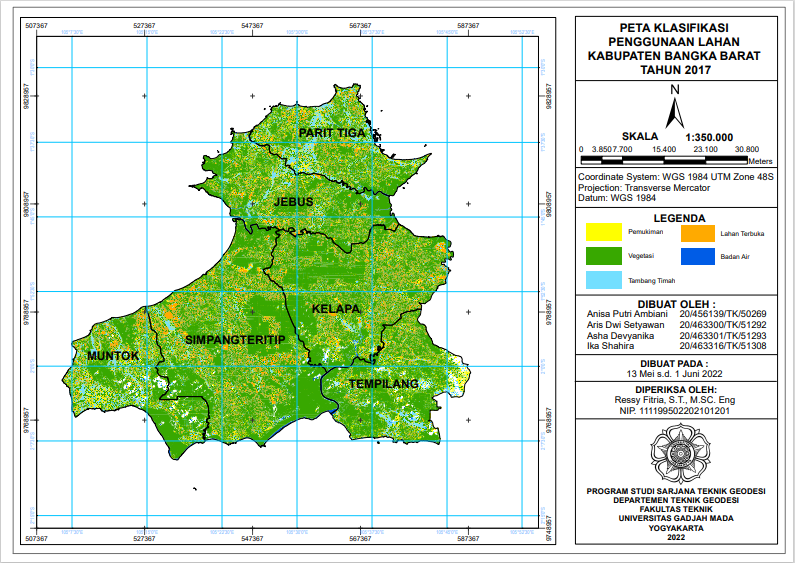 507367 527367 547367 567367 587367
9828957
9808957
9788957
9768957
9748957
PARIT TIGA
JEBUS
KELAPA
SIMPANGTERITIP
MUNTOK
TEMPILANG
507367 527367 547367 567367 587367
PETA KLASIFIKASI
PENGGUNAAN LAHAN
KABUPATEN BANGKA BARAT
TAHUN 2017
N
SKALA 1:350.000
0 3.8507.700 15.400 23.100 30.800
Meters
Coordinate System: WGS 1984 UTM Zone 48S
Projection: Transverse Mercator
Datum: WGS 1984
LEGENDA
Pemukiman Lahan Terbuka
Vegetasi Badan Air
Tambang Timah
DIBUAT OLEH :
Anisa Putri Ambiani 20/456139/TK/50269
Aris Dwi Setyawan 20/463300/TK/51292
Asha Devyanika 20/463301/TK/51293
Ika Shahira 20/463316/TK/51308
DIBUAT PADA :
13 Mei s.d. 1 Juni 2022
DIPERIKSA OLEH:
Ressy Fitria, S.T., M.SC. Eng
NIP. 111199502202101201
PROGRAM STUDI SARJANA TEKNIK GEODESI
DEPARTEMEN TEKNIK GEODESI
FAKULTAS TEKNIK
UNIVERSITAS GADJAH MADA
YOGYAKARTA
2022